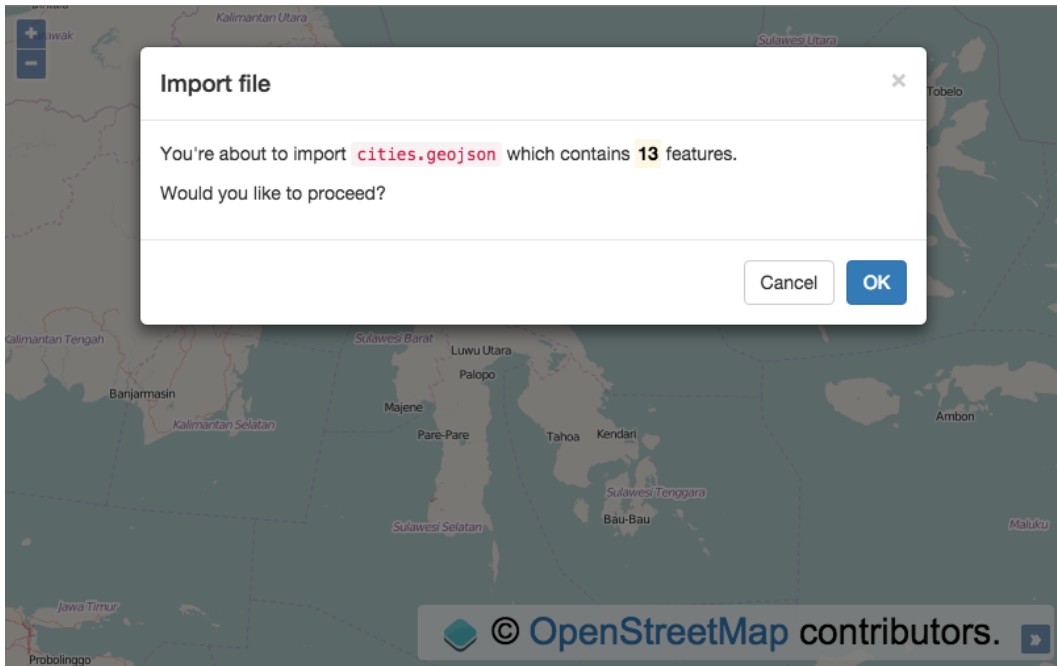 Kalimantan Utara
+
Sulawesi Utara
−
Import file
×
Tobelo
You're about to import cities.geojson which contains 13 features.
Would you like to proceed?
Cancel
OK
Kalimantan Tengah
Sulawesi Barat
Luwu Utara
Palopo
Banjarmasin
Majene
Kalimantan Selatan
Ambon
Pare-Pare
Tahoa
Kendari
Sulawesi Tenggara
Bau-Bau
Sulawesi Selatan
Maluku
Jawa Timur
© OpenStreetMap contributors.
»
Probolinggo